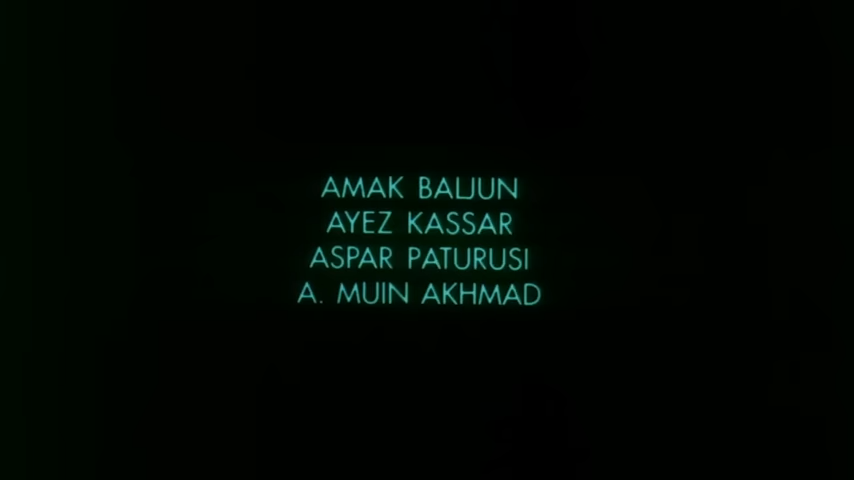 AMAK BALJUN
AYEZ KASSAR
ASPAR PATURUSI
A. MUIN AKHMAD